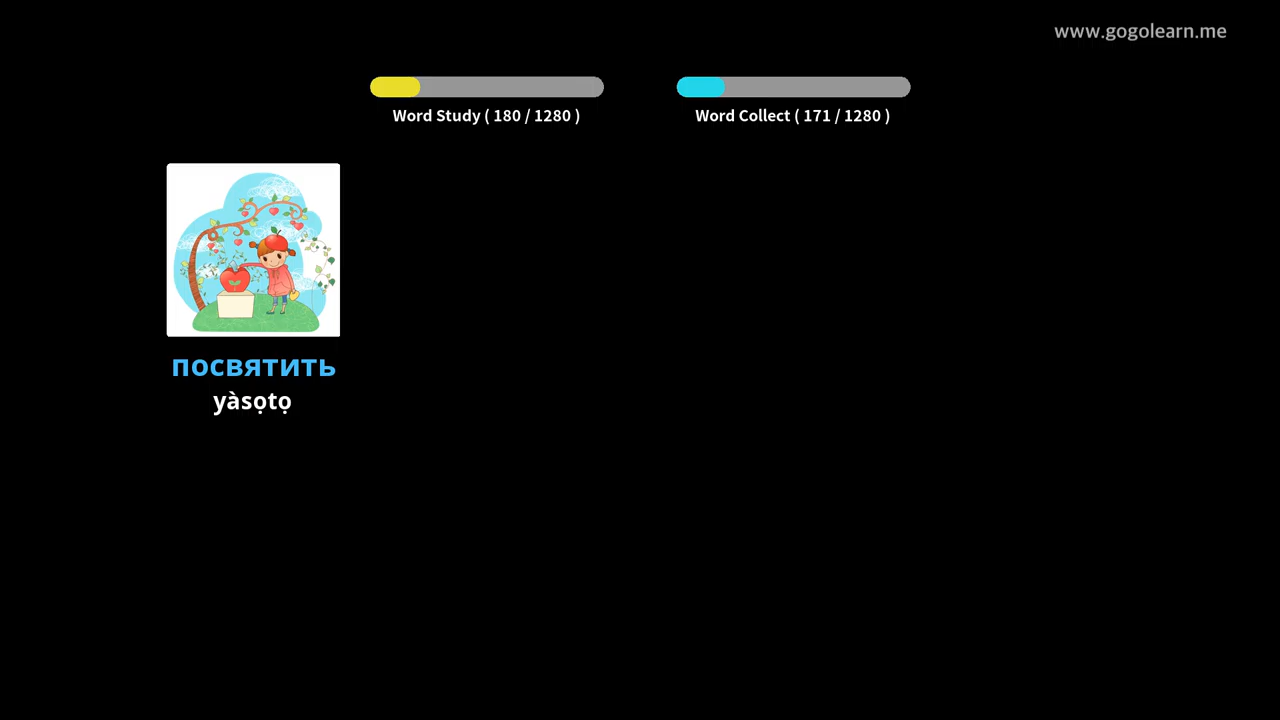 www.gogolearn.me
Word Study ( 180 / 1280 )
Word Collect ( 171 / 1280 )
посвятить
yàsọtọ